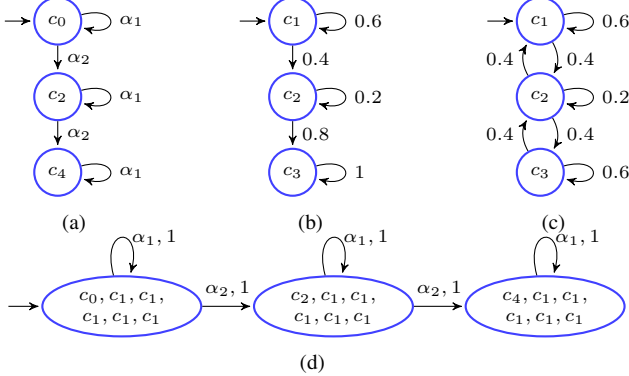 c₀ α₁ c₁ 0.6 c₁ 0.6
α₂ 0.4 0.4 0.4
c₂ α₁ c₂ 0.2 c₂ 0.2
α₂ 0.8 0.4 0.4
c₄ α₁ c₃ 1 c₃ 0.6
(a) (b) (c)
α₁, 1 α₁, 1 α₁, 1
c₀, c₁, c₁, α₂, 1 c₂, c₁, c₁, α₂, 1 c₄, c₁, c₁,
c₁, c₁, c₁ c₁, c₁, c₁ c₁, c₁, c₁
(d)